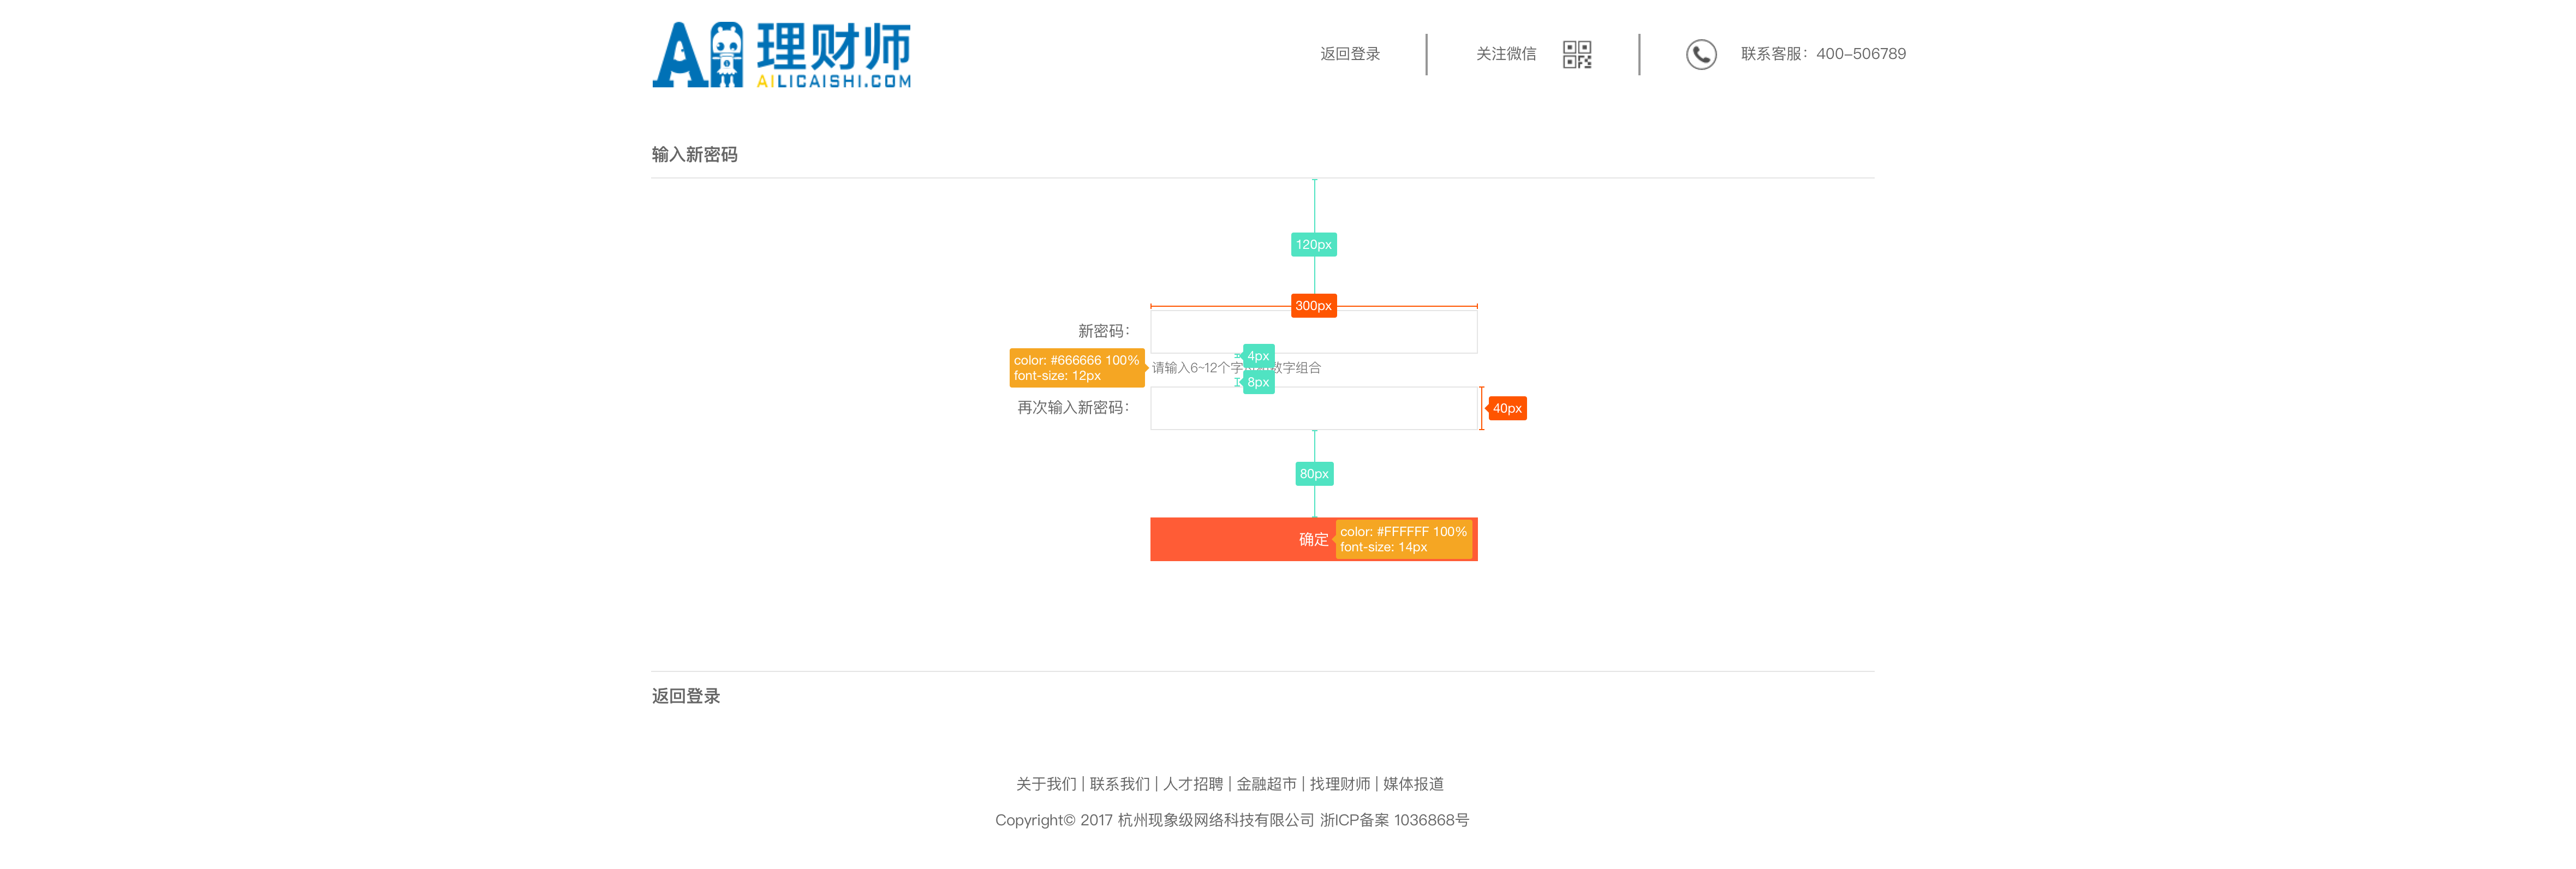 理财师
AILICAISHI.COM
返回登录
关注微信
联系客服：400-506789
输入新密码
120px
300px
新密码：
4px
color: #666666 100%
font-size: 12px
请输入6~12个字 数字组合
8px
再次输入新密码：
40px
80px
确定
color: #FFFFFF 100%
font-size: 14px
返回登录
关于我们 | 联系我们 | 人才招聘 | 金融超市 | 找理财师 | 媒体报道
Copyright© 2017 杭州现象级网络科技有限公司 浙ICP备案 1036868号